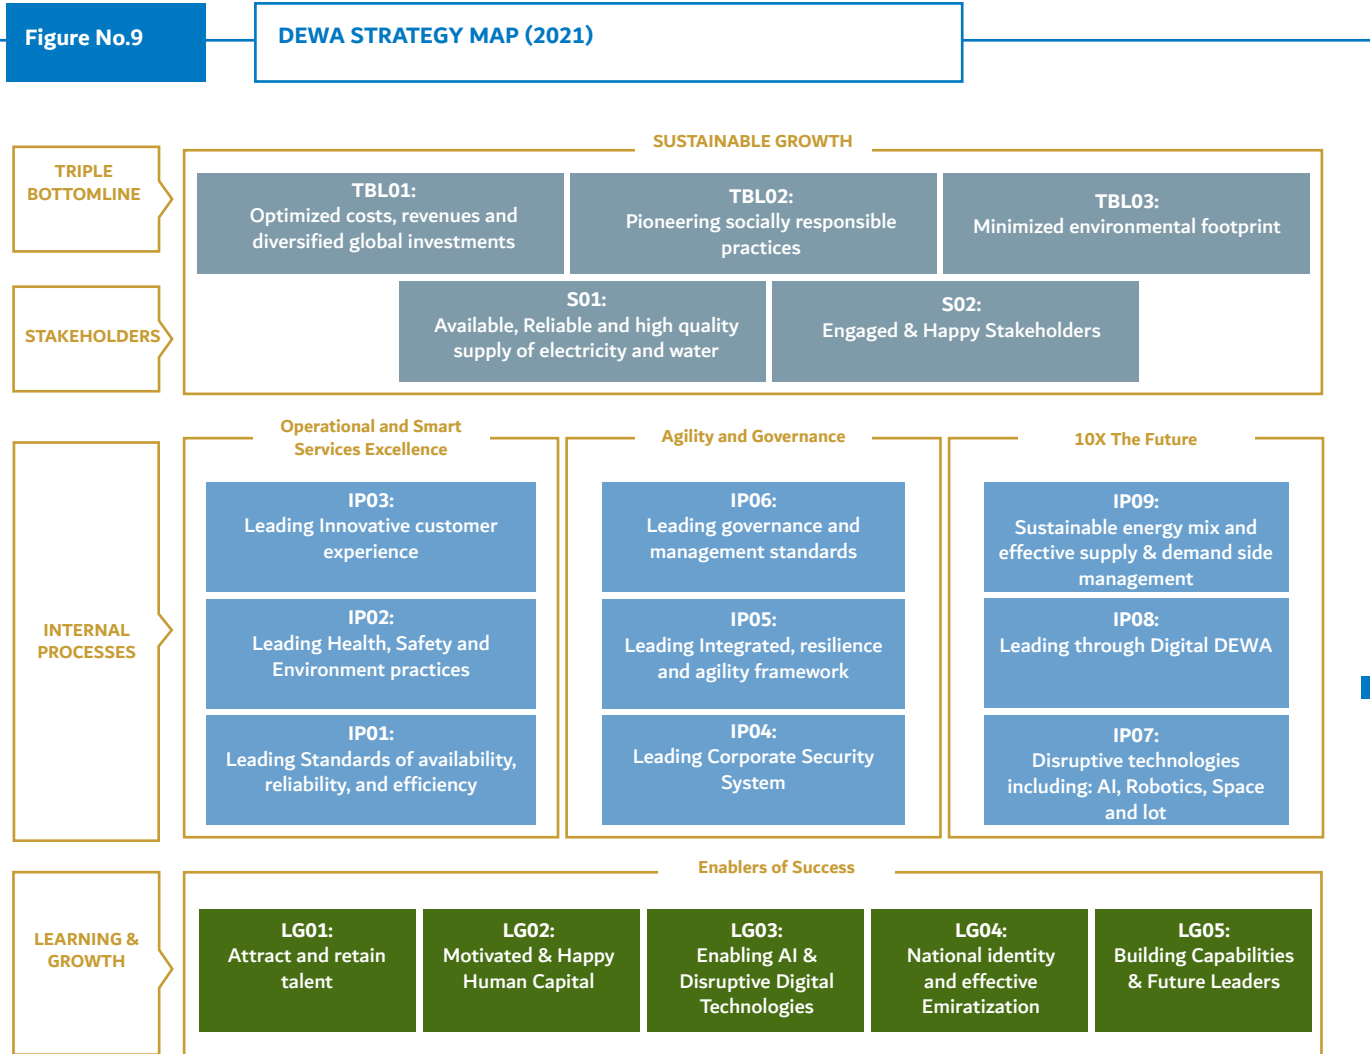 Figure No.9
DEWA STRATEGY MAP (2021)
SUSTAINABLE GROWTH
TRIPLE
BOTTOMLINE
TBL01:
Optimized costs, revenues and
diversified global investments
TBL02:
Pioneering socially responsible
practices
TBL03:
Minimized environmental footprint
STAKEHOLDERS
S01:
Available, Reliable and high quality
supply of electricity and water
S02:
Engaged & Happy Stakeholders
INTERNAL
PROCESSES
Operational and Smart
Services Excellence
IP03:
Leading Innovative customer
experience
IP02:
Leading Health, Safety and
Environment practices
IP01:
Leading Standards of availability,
reliability, and efficiency
Agility and Governance
IP06:
Leading governance and
management standards
IP05:
Leading Integrated, resilience
and agility framework
IP04:
Leading Corporate Security
System
10X The Future
IP09:
Sustainable energy mix and
effective supply & demand side
management
IP08:
Leading through Digital DEWA
IP07:
Disruptive technologies
including: AI, Robotics, Space
and lot
LEARNING &
GROWTH
Enablers of Success
LG01:
Attract and retain
talent
LG02:
Motivated & Happy
Human Capital
LG03:
Enabling AI &
Disruptive Digital
Technologies
LG04:
National identity
and effective
Emiratization
LG05:
Building Capabilities
& Future Leaders